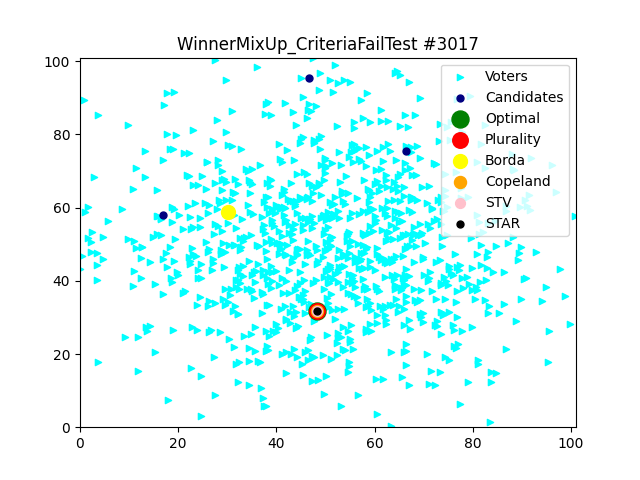 WinnerMixUp_CriteriaFailTest #3017
100
80
60
40
20
0
0
20
40
60
80
100
Voters
Candidates
Optimal
Plurality
Borda
Copeland
STV
STAR